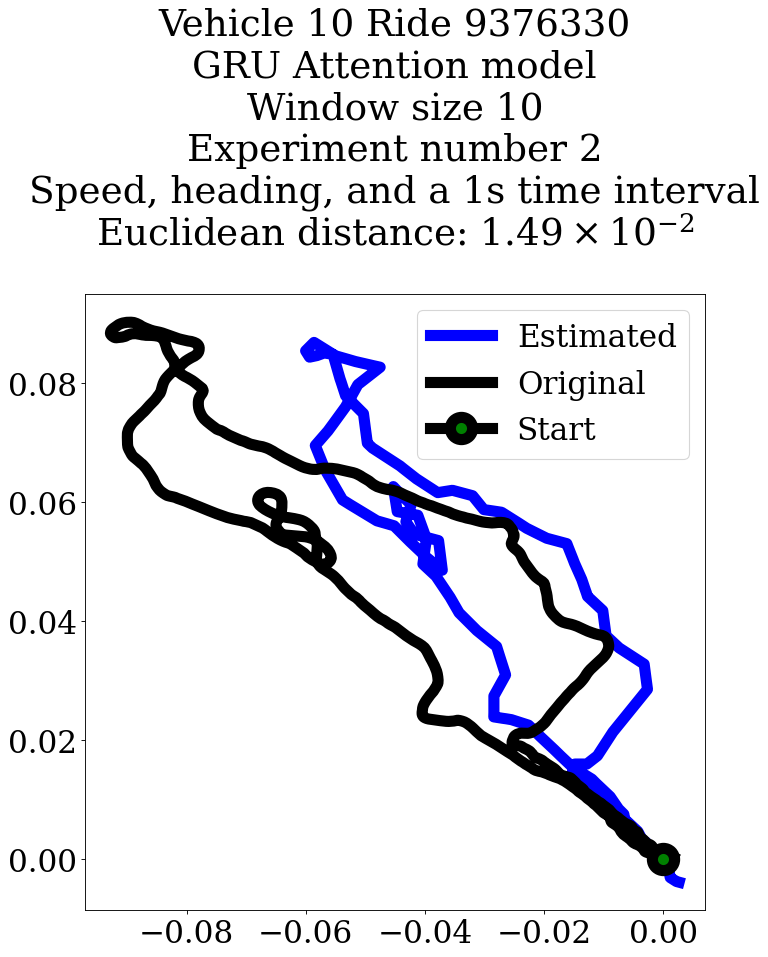 Vehicle 10 Ride 9376330
GRU Attention model
Window size 10
Experiment number 2
Speed, heading, and a 1s time interval
Euclidean distance: 1.49 × 10⁻²
Estimated
Original
Start
0.08
0.06
0.04
0.02
0.00
−0.08 −0.06 −0.04 −0.02 0.00